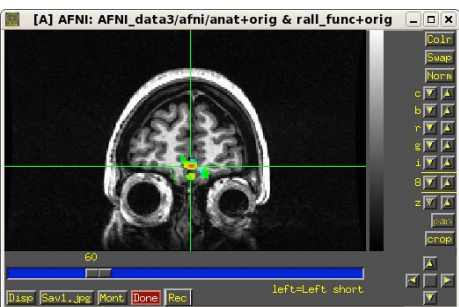 [A] AFNI: AFNI_data3/afni/anat+orig & rall_func+orig
Colr
Swap
Norm
c
b
r
g
i
8
z
pan
crop
60
left=Left short
Disp Sav1.jpg Mont Done Rec